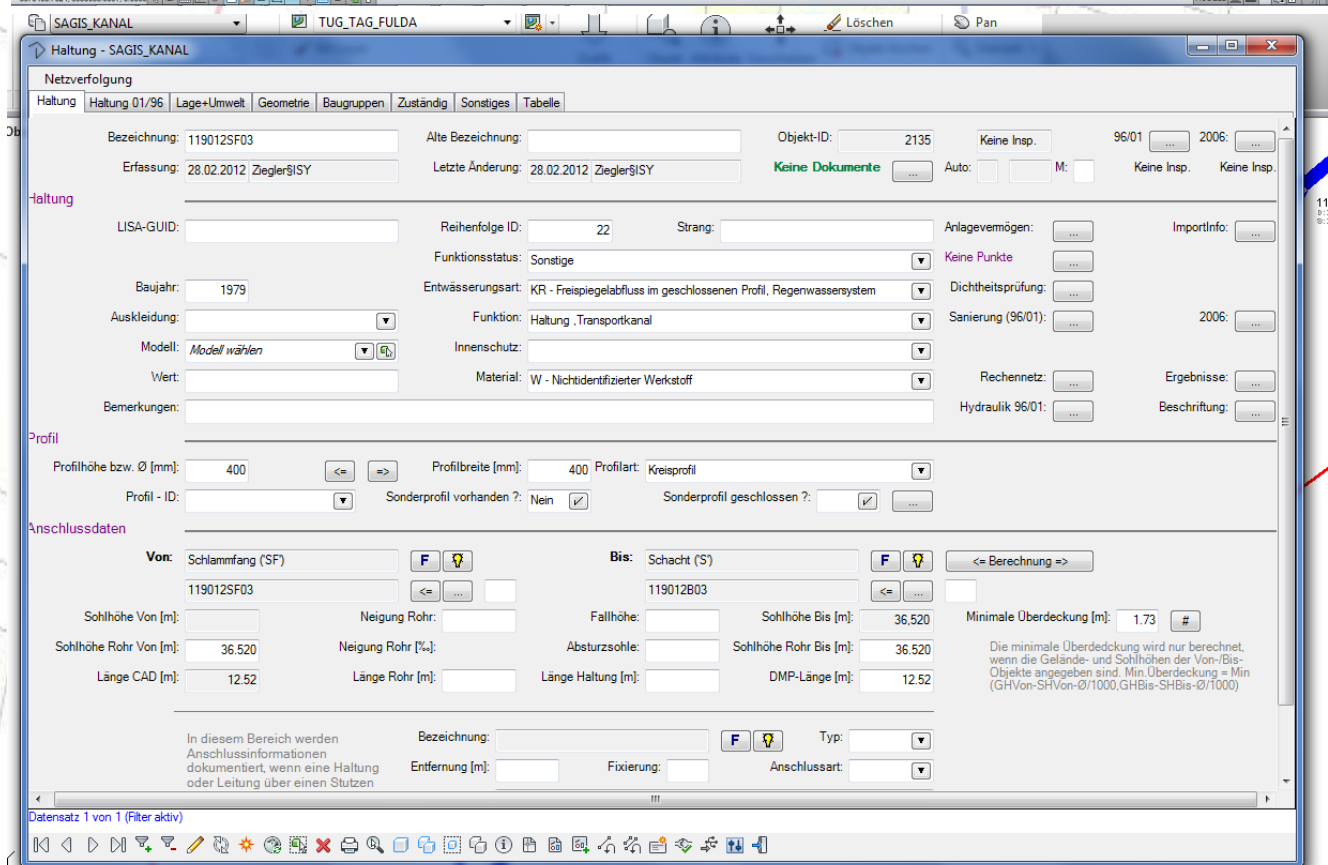 SAGIS_KANAL TUG_TAG_FULDA Löschen Pan
Haltung - SAGIS_KANAL
Netzverfolgung
Haltung Haltung 01/96 Lage+Umwelt Geometrie Baugruppen Zuständig Sonstiges Tabelle
Bezeichnung: 119012SF03 Alte Bezeichnung: Objekt-ID: 2135 Keine Insp. 96/01 ... 2006: ...
Erfassung: 28.02.2012 Ziegler§ISY Letzte Änderung: 28.02.2012 Ziegler§ISY Keine Dokumente ... Auto: M: Keine Insp. Keine Insp.
Haltung
LISA-GUID: Reihenfolge ID: 22 Strang: Anlagevermögen: ... ImportInfo: ...
Funktionsstatus: Sonstige Keine Punkte ...
Baujahr: 1979 Entwässerungsart: KR - Freispiegelabfluss im geschlossenen Profil, Regenwassersystem Dichtheitsprüfung: ...
Auskleidung: Funktion: Haltung ,Transportkanal Sanierung (96/01): ... 2006: ...
Modell: Modell wählen Innenschutz:
Wert: Material: W - Nichtidentifizierter Werkstoff Rechennetz: ... Ergebnisse: ...
Bemerkungen: Hydraulik 96/01: ... Beschriftung: ...
Profil
Profilhöhe bzw. Ø [mm]: 400 <= => Profilbreite [mm]: 400 Profilart: Kreisprofil
Profil - ID: Sonderprofil vorhanden ?: Nein Sonderprofil geschlossen ?: ...
Anschlussdaten
Von: Schlammfang ('SF') F Bis: Schacht ('S') F <= Berechnung =>
119012SF03 <= ... 119012B03 <= ...
Sohlhöhe Von [m]: Neigung Rohr: Fallhöhe: Sohlhöhe Bis [m]: 36,520 Minimale Überdeckung [m]: 1.73 #
Sohlhöhe Rohr Von [m]: 36.520 Neigung Rohr [‰]: Absturzsohle: Sohlhöhe Rohr Bis [m]: 36.520
Länge CAD [m]: 12.52 Länge Rohr [m]: Länge Haltung [m]: DMP-Länge [m]: 12.52
Die minimale Überdedckung wird nur berechnet,
wenn die Gelände- und Sohlhöhen der Von-/Bis-
Objekte angegeben sind. Min.Überdeckung = Min
(GHVon-SHVon-Ø/1000,GHBis-SHBis-Ø/1000)
In diesem Bereich werden
Anschlussinformationen
dokumentiert, wenn eine Haltung
oder Leitung über einen Stutzen
Bezeichnung: F Typ:
Entfernung [m]: Fixierung: Anschlussart:
Datensatz 1 von 1 (Filter aktiv)